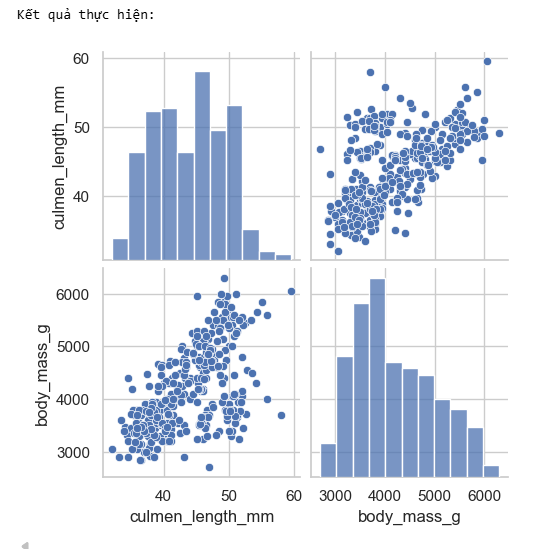 Kết quả thực hiện:
60
50
40
culmen_length_mm
6000
5000
4000
3000
body_mass_g
40 50 60
3000 4000 5000 6000
culmen_length_mm
body_mass_g